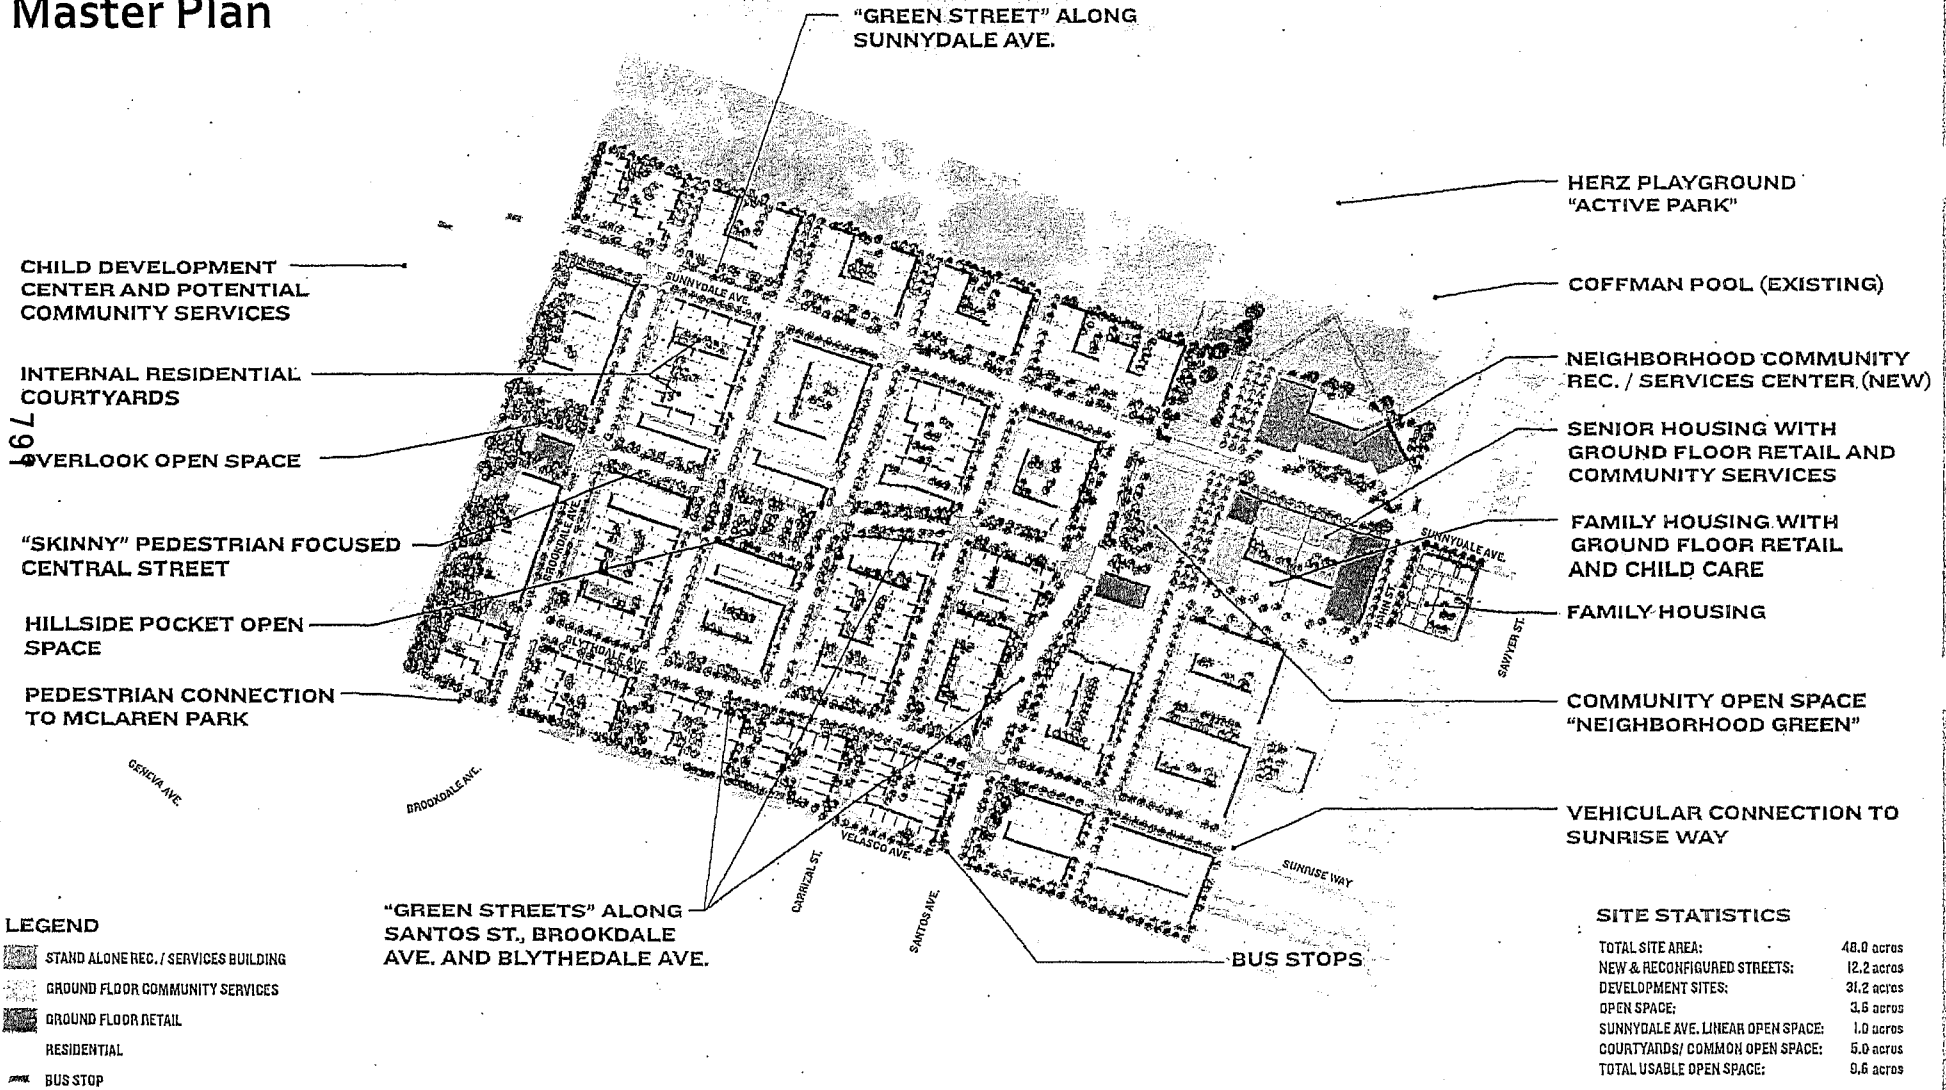 Master Plan
"GREEN STREET" ALONG
SUNNYDALE AVE.
HERZ PLAYGROUND
"ACTIVE PARK"
COFFMAN POOL (EXISTING)
NEIGHBORHOOD COMMUNITY
REC. / SERVICES CENTER (NEW)
SENIOR HOUSING WITH
GROUND FLOOR RETAIL AND
COMMUNITY SERVICES
FAMILY HOUSING WITH
GROUND FLOOR RETAIL
AND CHILD CARE
FAMILY HOUSING
COMMUNITY OPEN SPACE
"NEIGHBORHOOD GREEN"
VEHICULAR CONNECTION TO
SUNRISE WAY
CHILD DEVELOPMENT
CENTER AND POTENTIAL
COMMUNITY SERVICES
INTERNAL RESIDENTIAL
COURTYARDS
791
OVERLOOK OPEN SPACE
"SKINNY" PEDESTRIAN FOCUSED
CENTRAL STREET
HILLSIDE POCKET OPEN
SPACE
PEDESTRIAN CONNECTION
TO MCLAREN PARK
SUNNYDALE AVE.
BROOKDALE AVE.
BLYTHDALE AVE.
SUNNYDALE AVE.
HAHN ST.
SAWYER ST.
GENEVA AVE.
BROOKDALE AVE.
VELASCO AVE.
CARRIZAL ST.
SANTOS AVE.
SUNRISE WAY
"GREEN STREETS" ALONG
SANTOS ST., BROOKDALE
AVE. AND BLYTHEDALE AVE.
BUS STOPS
LEGEND
STAND ALONE REC. / SERVICES BUILDING
GROUND FLOOR COMMUNITY SERVICES
GROUND FLOOR RETAIL
RESIDENTIAL
BUS STOP
SITE STATISTICS
TOTAL SITE AREA: 48.0 acres
NEW & RECONFIGURED STREETS: 12.2 acres
DEVELOPMENT SITES: 31.2 acres
OPEN SPACE: 3.6 acres
SUNNYDALE AVE. LINEAR OPEN SPACE: 1.0 acres
COURTYARDS/ COMMON OPEN SPACE: 5.0 acres
TOTAL USABLE OPEN SPACE: 9.6 acres